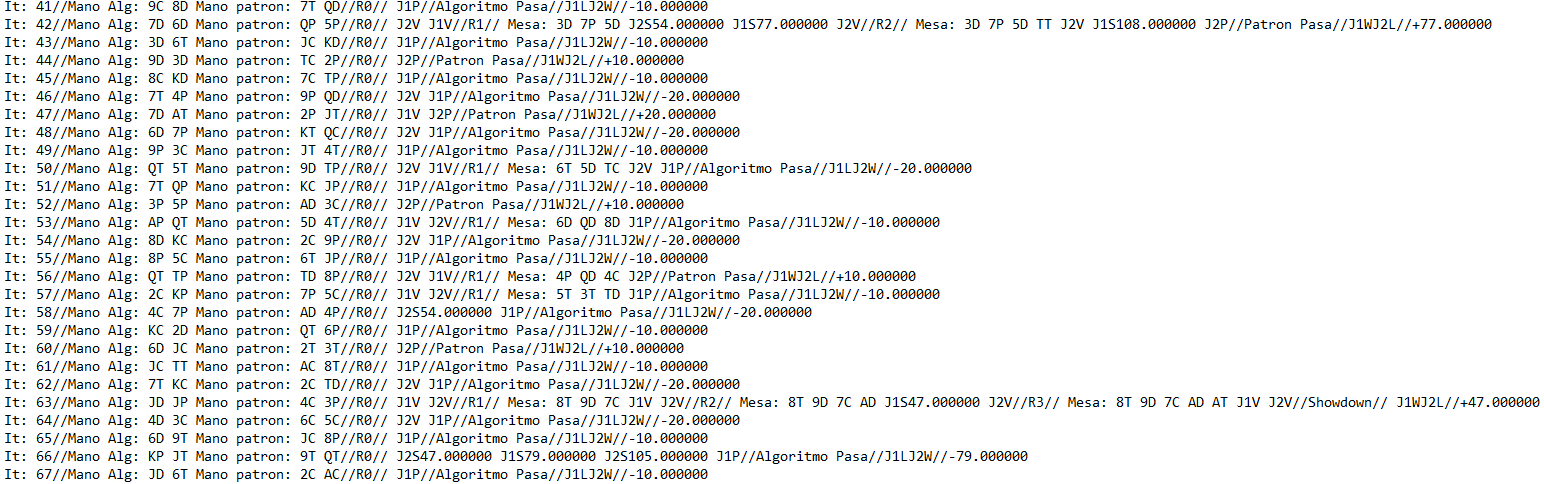 It: 41//Mano Alg: 9C 8D Mano patron: 7T QD//R0// J1P//Algoritmo Pasa//J1LJ2W//-10.000000
It: 42//Mano Alg: 7D 6D Mano patron: QP 5P//R0// J2V J1V//R1// Mesa: 3D 7P 5D J2S54.000000 J1S77.000000 J2V//R2// Mesa: 3D 7P 5D TT J2V J1S108.000000 J2P//Patron Pasa//J1WJ2L//+77.000000
It: 43//Mano Alg: 3D 6T Mano patron: JC KD//R0// J1P//Algoritmo Pasa//J1LJ2W//-10.000000
It: 44//Mano Alg: 9D 3D Mano patron: TC 2P//R0// J2P//Patron Pasa//J1WJ2L//+10.000000
It: 45//Mano Alg: 8C KD Mano patron: 7C TP//R0// J1P//Algoritmo Pasa//J1LJ2W//-10.000000
It: 46//Mano Alg: 7T 4P Mano patron: 9P QD//R0// J2V J1P//Algoritmo Pasa//J1LJ2W//-20.000000
It: 47//Mano Alg: 7D AT Mano patron: 2P JT//R0// J1V J2P//Patron Pasa//J1WJ2L//+20.000000
It: 48//Mano Alg: 6D 7P Mano patron: KT QC//R0// J2V J1P//Algoritmo Pasa//J1LJ2W//-20.000000
It: 49//Mano Alg: 9P 3C Mano patron: JT 4T//R0// J1P//Algoritmo Pasa//J1LJ2W//-10.000000
It: 50//Mano Alg: QT 5T Mano patron: 9D TP//R0// J2V J1V//R1// Mesa: 6T 5D TC J2V J1P//Algoritmo Pasa//J1LJ2W//-20.000000
It: 51//Mano Alg: 7T QP Mano patron: KC JP//R0// J1P//Algoritmo Pasa//J1LJ2W//-10.000000
It: 52//Mano Alg: 3P 5P Mano patron: AD 3C//R0// J2P//Patron Pasa//J1WJ2L//+10.000000
It: 53//Mano Alg: AP QT Mano patron: 5D 4T//R0// J1V J2V//R1// Mesa: 6D QD 8D J1P//Algoritmo Pasa//J1LJ2W//-10.000000
It: 54//Mano Alg: 8D KC Mano patron: 2C 9P//R0// J2V J1P//Algoritmo Pasa//J1LJ2W//-20.000000
It: 55//Mano Alg: 8P 5C Mano patron: 6T JP//R0// J1P//Algoritmo Pasa//J1LJ2W//-10.000000
It: 56//Mano Alg: QT TP Mano patron: TD 8P//R0// J2V J1V//R1// Mesa: 4P QD 4C J2P//Patron Pasa//J1WJ2L//+10.000000
It: 57//Mano Alg: 2C KP Mano patron: 7P 5C//R0// J1V J2V//R1// Mesa: 5T 3T TD J1P//Algoritmo Pasa//J1LJ2W//-10.000000
It: 58//Mano Alg: 4C 7P Mano patron: AD 4P//R0// J2S54.000000 J1P//Algoritmo Pasa//J1LJ2W//-20.000000
It: 59//Mano Alg: KC 2D Mano patron: QT 6P//R0// J1P//Algoritmo Pasa//J1LJ2W//-10.000000
It: 60//Mano Alg: 6D JC Mano patron: 2T 3T//R0// J2P//Patron Pasa//J1WJ2L//+10.000000
It: 61//Mano Alg: JC TT Mano patron: AC 8T//R0// J1P//Algoritmo Pasa//J1LJ2W//-10.000000
It: 62//Mano Alg: 7T KC Mano patron: 2C TD//R0// J2V J1P//Algoritmo Pasa//J1LJ2W//-20.000000
It: 63//Mano Alg: JD JP Mano patron: 4C 3P//R0// J1V J2V//R1// Mesa: 8T 9D 7C J1V J2V//R2// Mesa: 8T 9D 7C AD J1S47.000000 J2V//R3// Mesa: 8T 9D 7C AD AT J1V J2V//Showdown// J1WJ2L//+47.000000
It: 64//Mano Alg: 4D 3C Mano patron: 6C 5C//R0// J2V J1P//Algoritmo Pasa//J1LJ2W//-20.000000
It: 65//Mano Alg: 6D 9T Mano patron: JC 8P//R0// J1P//Algoritmo Pasa//J1LJ2W//-10.000000
It: 66//Mano Alg: KP JT Mano patron: 9T QT//R0// J2S47.000000 J1S79.000000 J2S105.000000 J1P//Algoritmo Pasa//J1LJ2W//-79.000000
It: 67//Mano Alg: JD 6T Mano patron: 2C AC//R0// J1P//Algoritmo Pasa//J1LJ2W//-10.000000